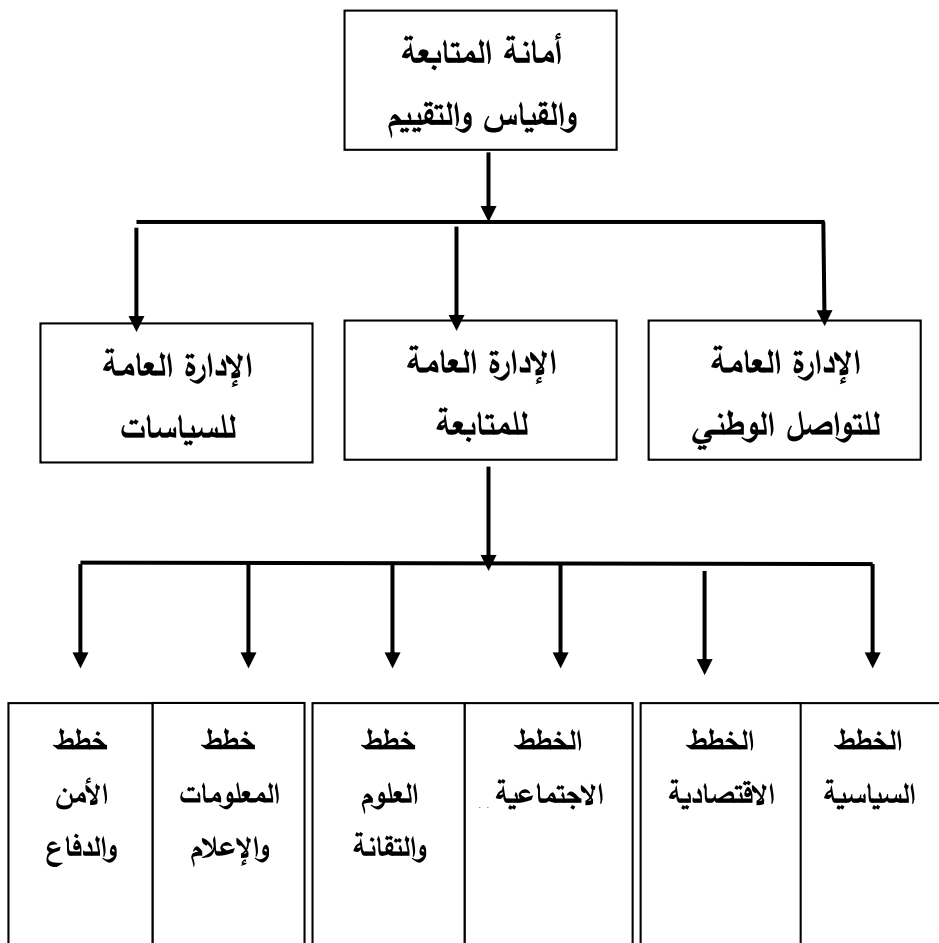 أمانة المتابعة
والقياس والتقييم
الإدارة العامة
للتواصل الوطني
الإدارة العامة
للمتابعة
الإدارة العامة
للسياسات
الخطط
السياسية
الخطط
الاقتصادية
الخطط
الاجتماعية
خطط
العلوم
والتقانة
خطط
المعلومات
والإعلام
خطط
الأمن
والدفاع